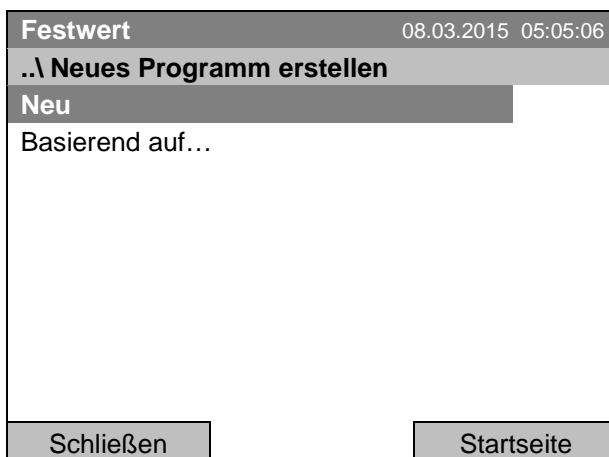 Festwert 08.03.2015 05:05:06
..\ Neues Programm erstellen
Neu
Basierend auf…
Schließen Startseite